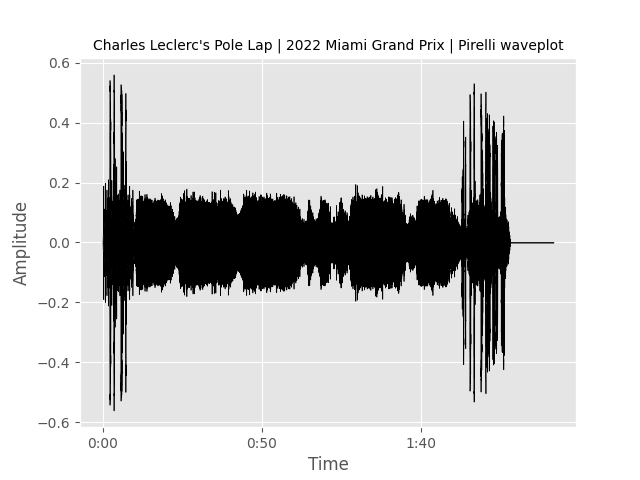 Charles Leclerc's Pole Lap | 2022 Miami Grand Prix | Pirelli waveplot
0.6
0.4
0.2
0.0
−0.2
−0.4
−0.6
Amplitude
0:00 0:50 1:40
Time